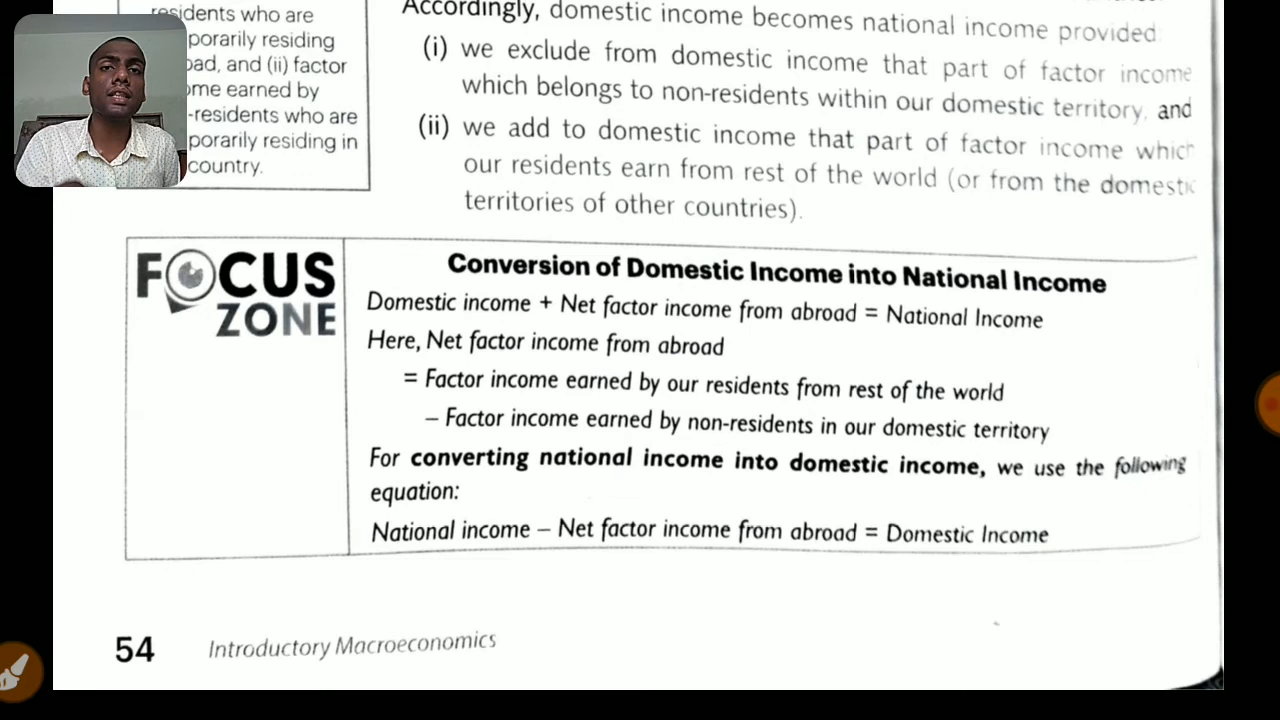 residents who are
porarily residing
oad, and (ii) factor
ome earned by
-residents who are
porarily residing in
country.
Accordingly, domestic income becomes national income provided
(i) we exclude from domestic income that part of factor income
which belongs to non-residents within our domestic territory, and
(ii) we add to domestic income that part of factor income which
our residents earn from rest of the world (or from the domestic
territories of other countries).
FOCUS
ZONE
Conversion of Domestic Income into National Income
Domestic income + Net factor income from abroad = National Income
Here, Net factor income from abroad
= Factor income earned by our residents from rest of the world
– Factor income earned by non-residents in our domestic territory
For converting national income into domestic income, we use the following
equation:
National income – Net factor income from abroad = Domestic Income
54 Introductory Macroeconomics